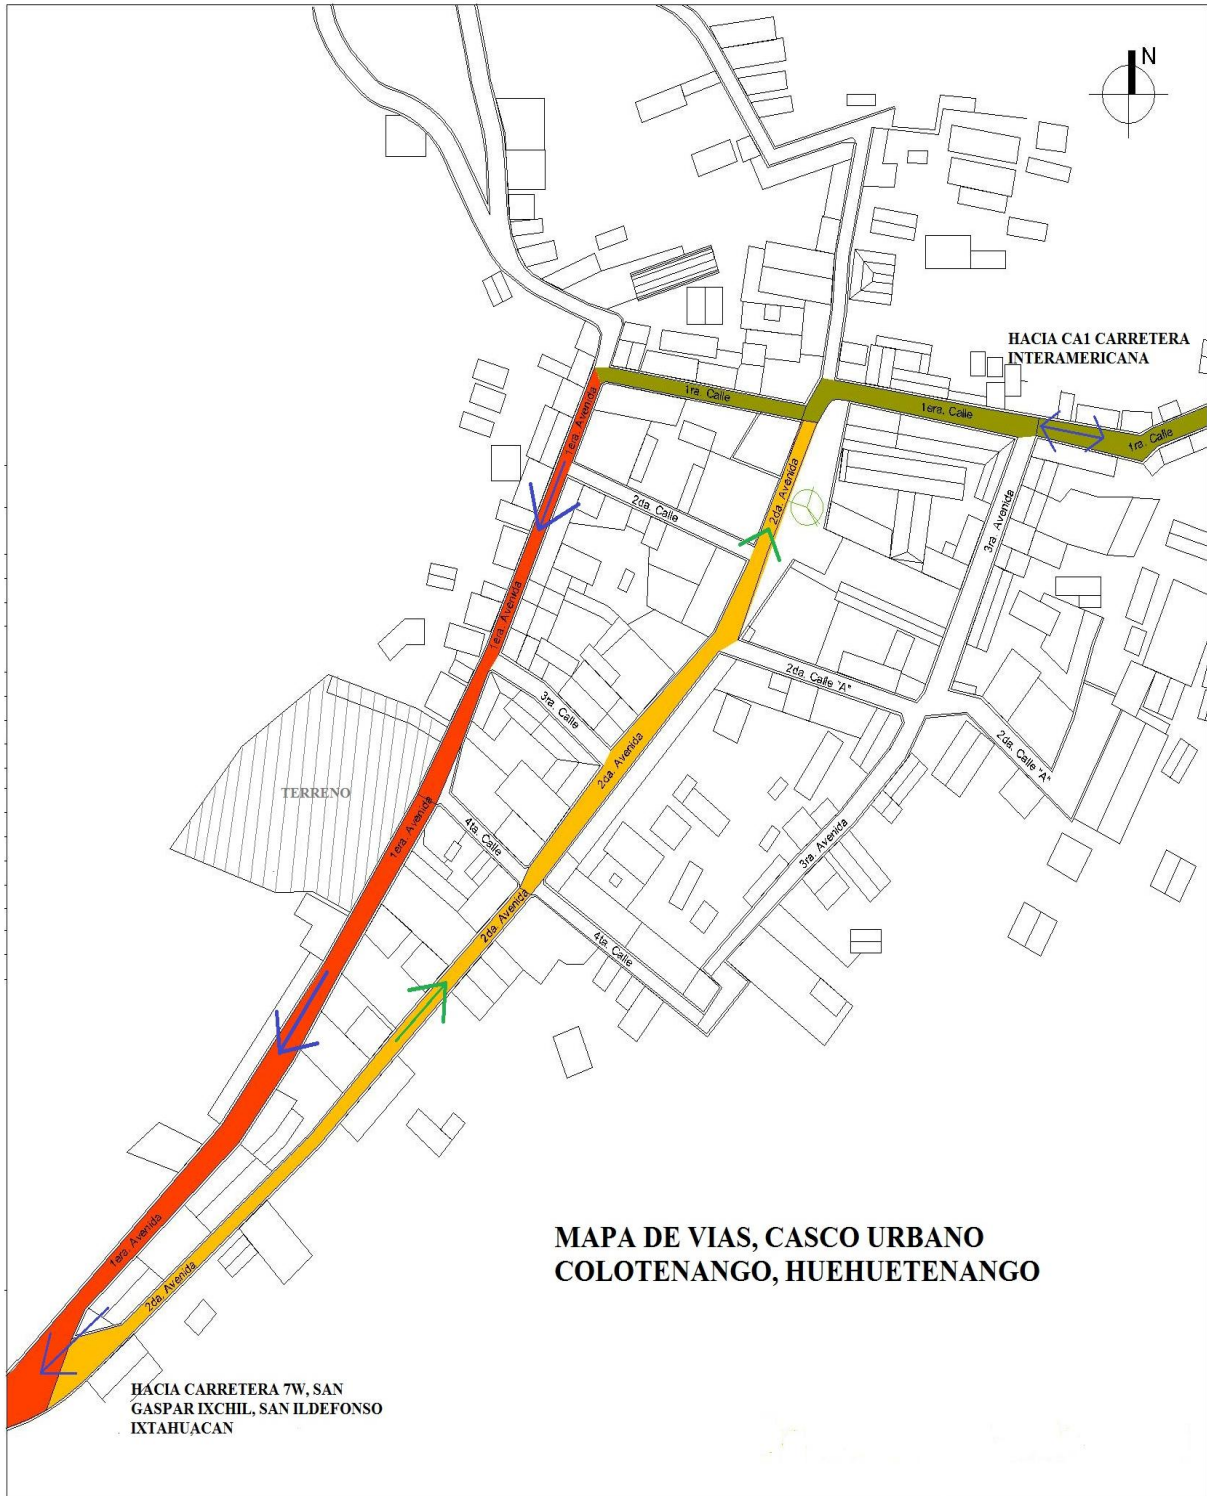 N
HACIA CA1 CARRETERA
INTERAMERICANA
1ra. Calle
1era. Calle
1ra. Calle
1era. Avenida
2da. Calle
2da. Avenida
3ra. Avenida
1era. Avenida
2da. Calle "A"
3ra. Calle
2da. Calle "A"
2da. Avenida
TERRENO
1era. Avenida
4ta. Calle
3ra. Avenida
2da. Avenida
4ta. Calle
MAPA DE VIAS, CASCO URBANO
COLOTENANGO, HUEHUETENANGO
1era. Avenida
2da. Avenida
HACIA CARRETERA 7W, SAN
GASPAR IXCHIL, SAN ILDEFONSO
IXTAHUACAN